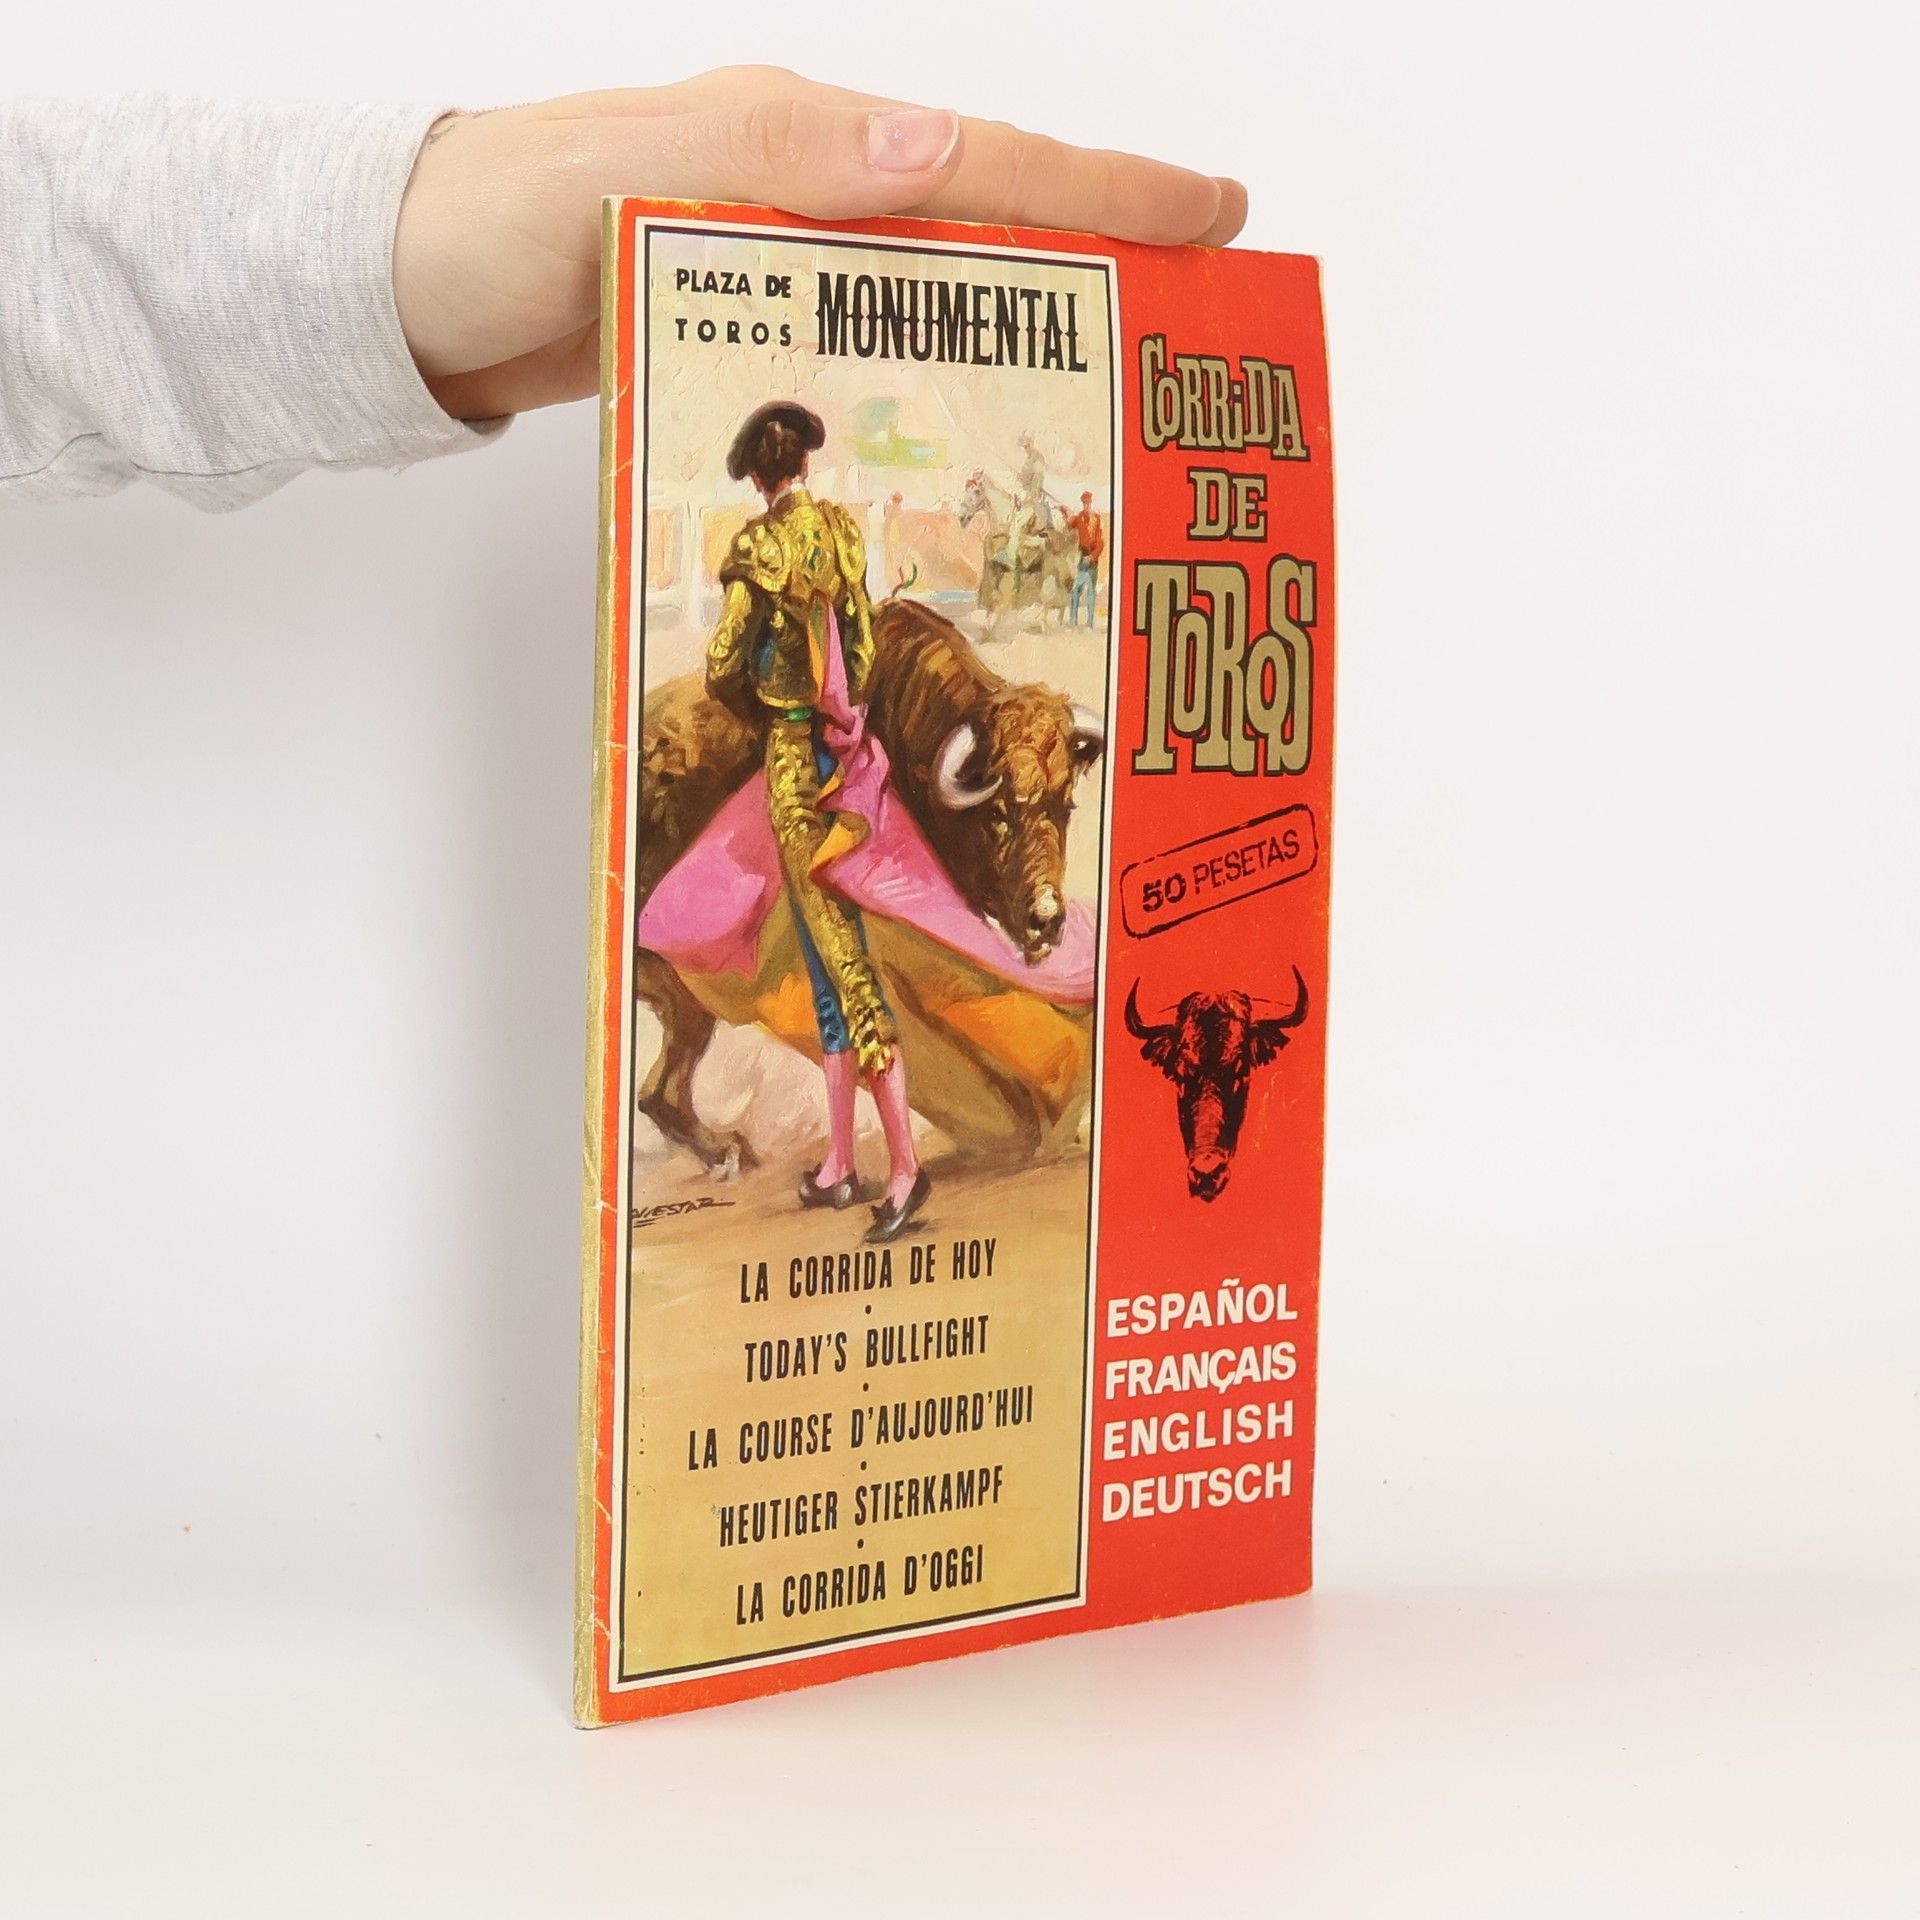 PLAZA DE
TOROS
MONUMENTAL
LA CORRIDA DE HOY
TODAY'S BULLFIGHT
LA COURSE D'AUJOURD'HUI
HEUTIGER STIERKAMPF
LA CORRIDA D'OGGI
CORRiDA
DE
TOROS
50 PESETAS
ESPAÑOL
FRANÇAIS
ENGLISH
DEUTSCH